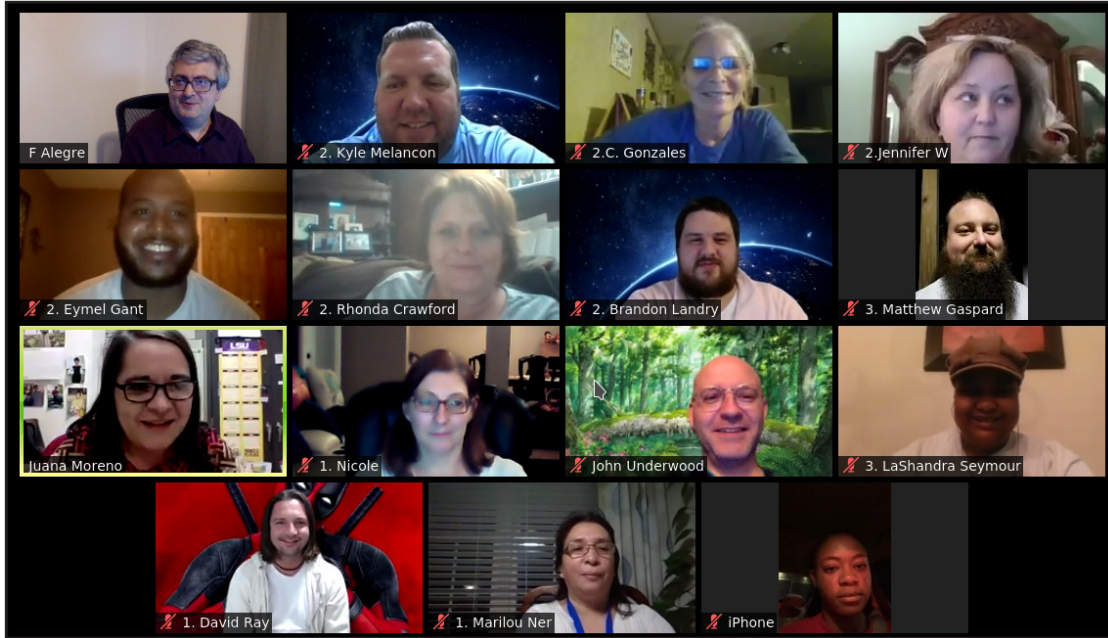 F Alegre
2. Kyle Melancon
2.C. Gonzales
2.Jennifer W
2. Eymel Gant
2. Rhonda Crawford
2. Brandon Landry
3. Matthew Gaspard
LSU
Juana Moreno
1. Nicole
John Underwood
3. LaShandra Seymour
1. David Ray
1. Marilou Ner
iPhone